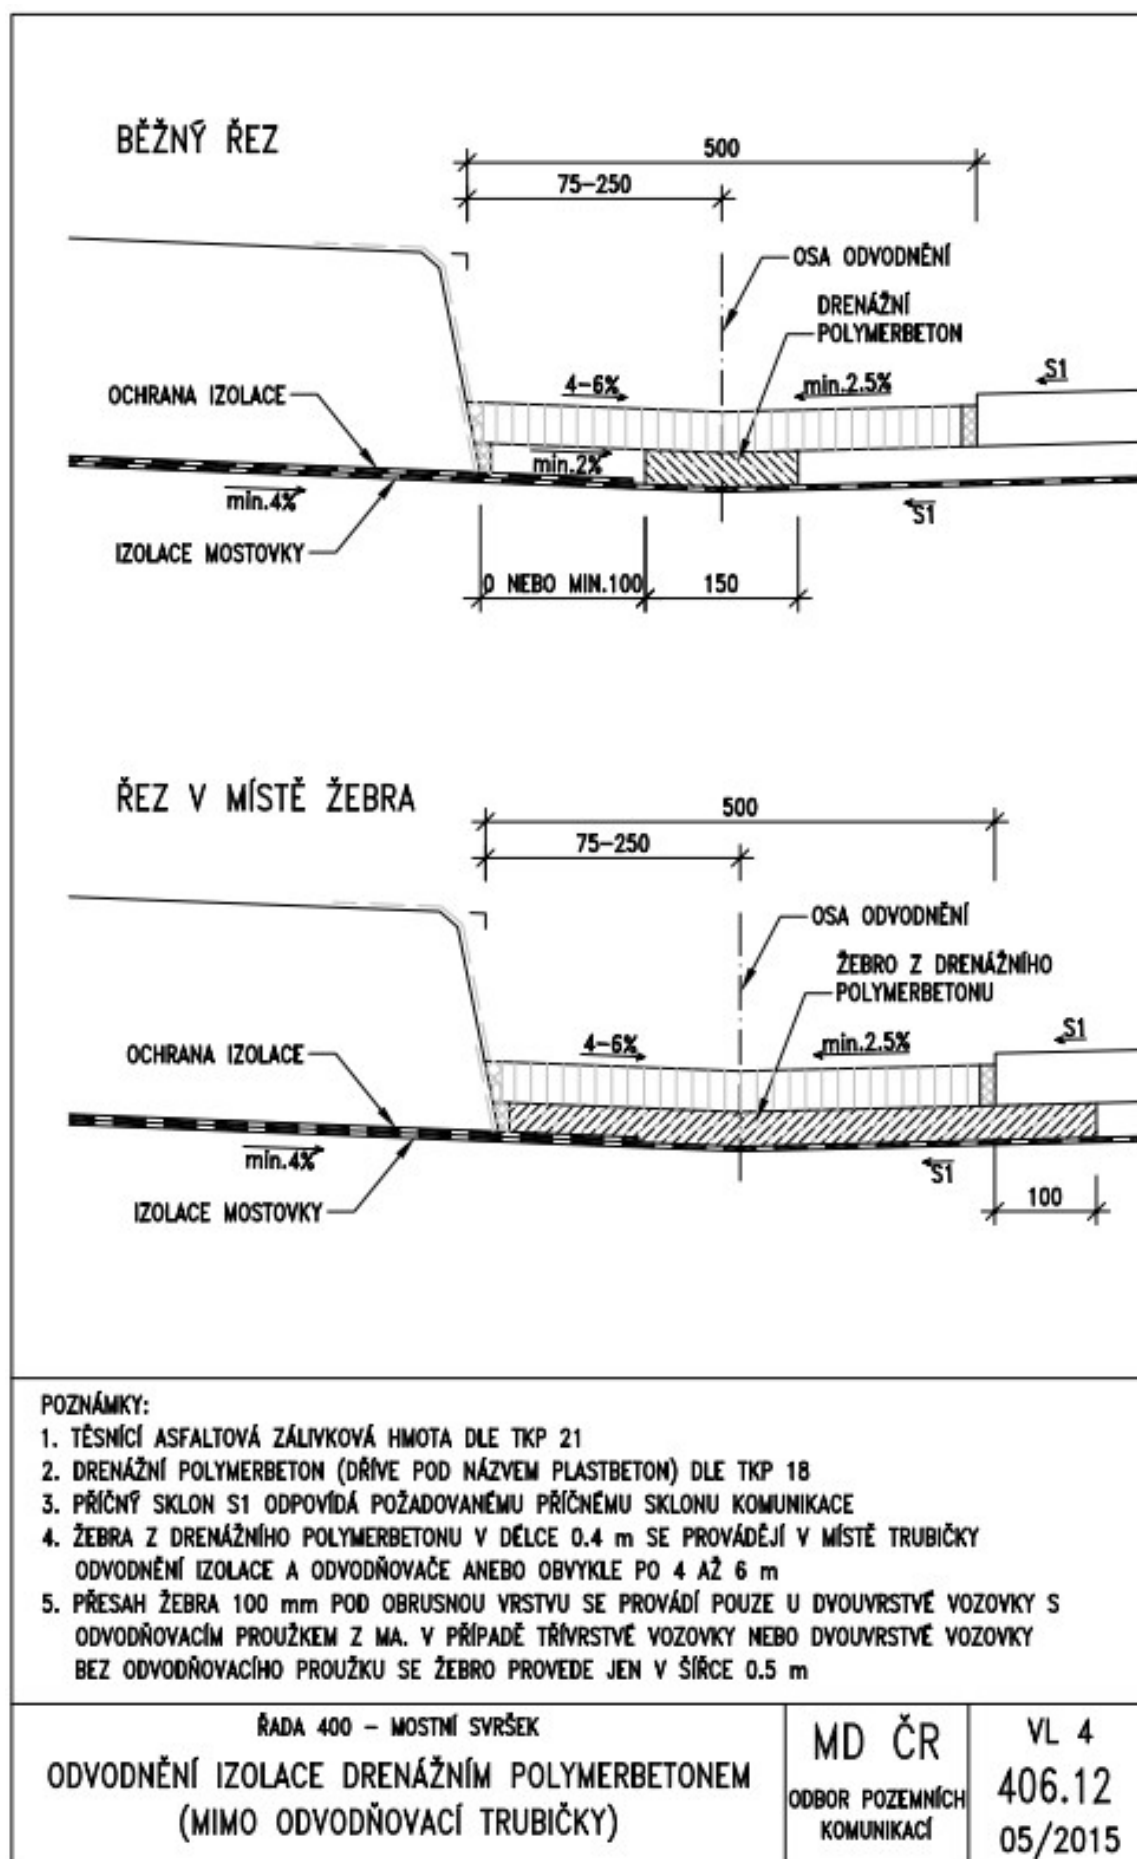 BĚŽNÝ ŘEZ
500
75-250
OSA ODVODNĚNÍ
DRENÁŽNÍ
POLYMERBETON
S1
4-6%
min.2.5%
OCHRANA IZOLACE
min.2%
min.4%
S1
IZOLACE MOSTOVKY
0 NEBO MIN.100
150
ŘEZ V MÍSTĚ ŽEBRA
500
75-250
OSA ODVODNĚNÍ
ŽEBRO Z DRENÁŽNÍHO
POLYMERBETONU
S1
4-6%
min.2.5%
OCHRANA IZOLACE
min.4%
S1
IZOLACE MOSTOVKY
100
POZNÁMKY:
1. TĚSNÍCÍ ASFALTOVÁ ZÁLIVKOVÁ HMOTA DLE TKP 21
2. DRENÁŽNÍ POLYMERBETON (DŘÍVE POD NÁZVEM PLASTBETON) DLE TKP 18
3. PŘÍČNÝ SKLON S1 ODPOVÍDÁ POŽADOVANÉMU PŘÍČNÉMU SKLONU KOMUNIKACE
4. ŽEBRA Z DRENÁŽNÍHO POLYMERBETONU V DÉLCE 0.4 m SE PROVÁDĚJÍ V MÍSTĚ TRUBIČKY
ODVODNĚNÍ IZOLACE A ODVODŇOVAČE ANEBO OBVYKLE PO 4 AŽ 6 m
5. PŘESAH ŽEBRA 100 mm POD OBRUSNOU VRSTVU SE PROVÁDÍ POUZE U DVOUVRSTVÉ VOZOVKY S
ODVODŇOVACÍM PROUŽKEM Z MA. V PŘÍPADĚ TŘÍVRSTVÉ VOZOVKY NEBO DVOUVRSTVÉ VOZOVKY
BEZ ODVODŇOVACÍHO PROUŽKU SE ŽEBRO PROVEDE JEN V ŠÍŘCE 0.5 m
ŘADA 400 - MOSTNÍ SVRŠEK
ODVODNĚNÍ IZOLACE DRENÁŽNÍM POLYMERBETONEM
(MIMO ODVODŇOVACÍ TRUBIČKY)
MD ČR
ODBOR POZEMNÍCH
KOMUNIKACÍ
VL 4
406.12
05/2015